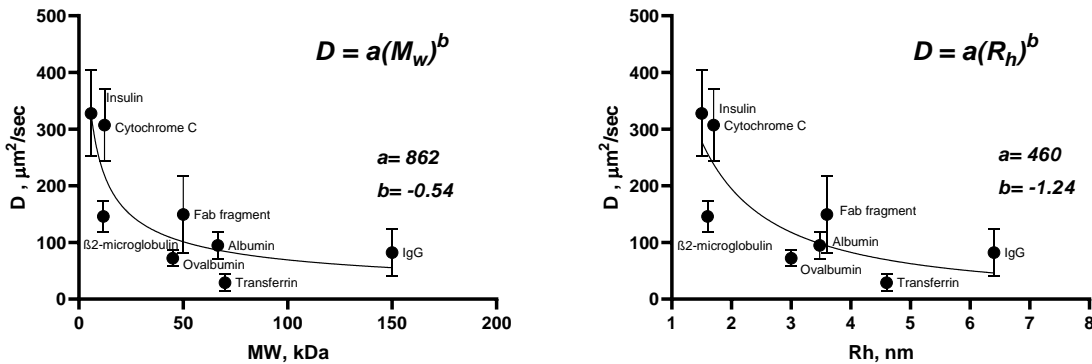 500
400
300
200
100
0
D , µm²/sec
D = a(M_w)^b
Insulin
Cytochrome C
a= 862
b= -0.54
Fab fragment
ß2-microglobulin
Albumin
IgG
Ovalbumin
Transferrin
0 50 100 150 200
MW, kDa
500
400
300
200
100
0
D , µm²/sec
D = a(R_h)^b
Insulin
Cytochrome C
a= 460
b= -1.24
Fab fragment
ß2-microglobulin
Albumin
IgG
Ovalbumin
Transferrin
1 2 3 4 5 6 7 8
Rh, nm